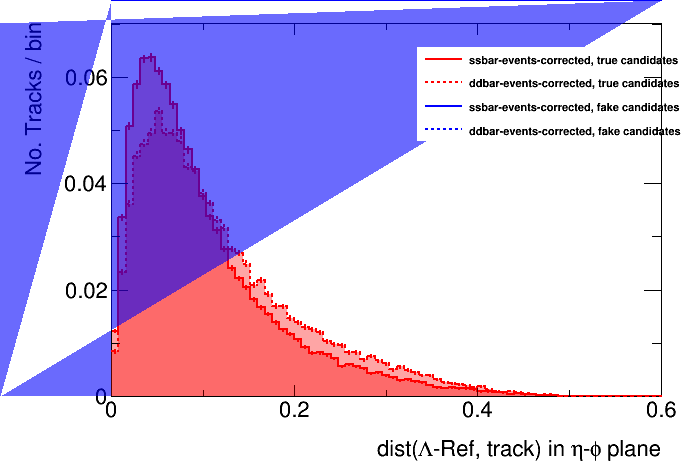 No. Tracks / bin
0.06
0.04
0.02
0
ssbar-events-corrected, true candidates
ddbar-events-corrected, true candidates
ssbar-events-corrected, fake candidates
ddbar-events-corrected, fake candidates
0 0.2 0.4 0.6
dist(Λ-Ref, track) in η-ϕ plane